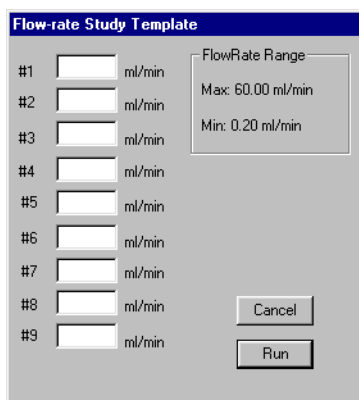 Flow-rate Study Template
#1 ml/min
#2 ml/min
#3 ml/min
#4 ml/min
#5 ml/min
#6 ml/min
#7 ml/min
#8 ml/min
#9 ml/min
FlowRate Range
Max: 60.00 ml/min
Min: 0.20 ml/min
Cancel
Run